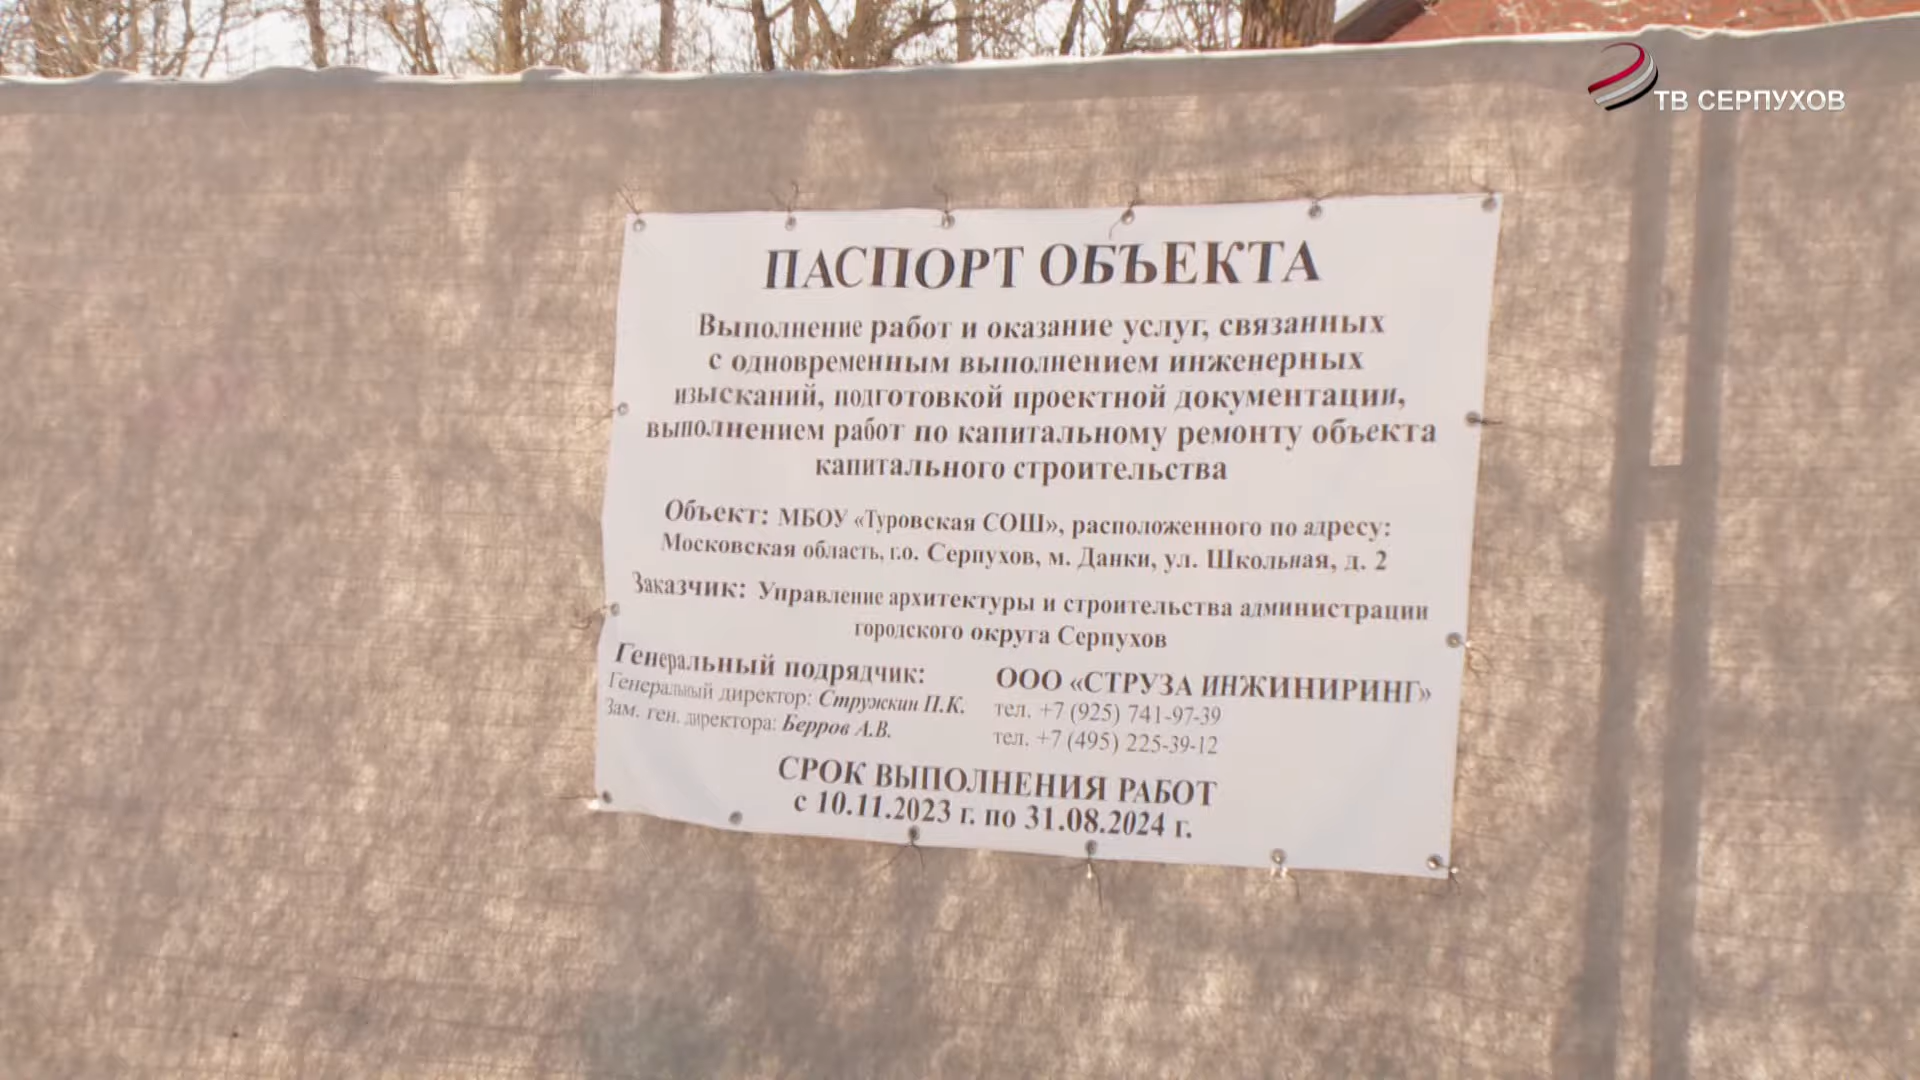 ТВ СЕРПУХОВ
ПАСПОРТ ОБЪЕКТА
Выполнение работ и оказание услуг, связанных
с одновременным выполнением инженерных
изысканий, подготовкой проектной документации,
выполнением работ по капитальному ремонту объекта
капитального строительства
Объект: МБОУ «Туровская СОШ», расположенного по адресу:
Московская область, г.о. Серпухов, м. Данки, ул. Школьная, д. 2
Заказчик: Управление архитектуры и строительства администрации
городского округа Серпухов
Генеральный подрядчик: ООО «СТРУЗА ИНЖИНИРИНГ»
Генеральный директор: Стружкин П.К. тел. +7 (925) 741-97-39
Зам. ген. директора: Берров А.В. тел. +7 (495) 225-39-12
СРОК ВЫПОЛНЕНИЯ РАБОТ
с 10.11.2023 г. по 31.08.2024 г.